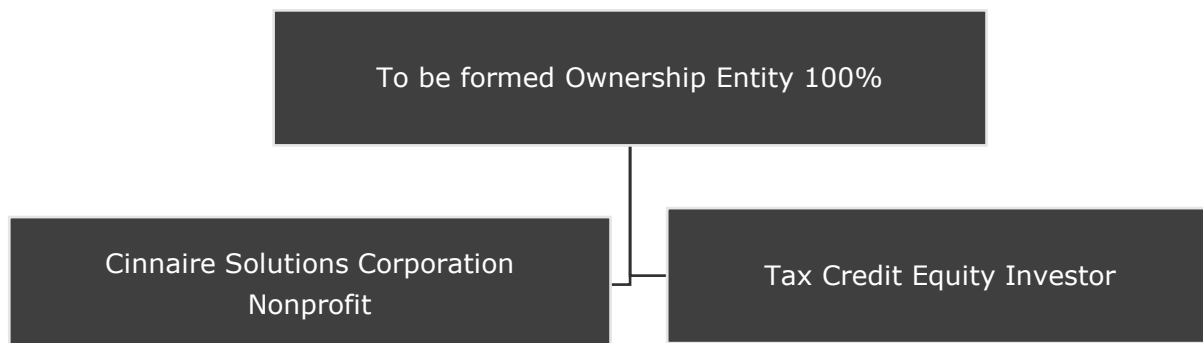 To be formed Ownership Entity 100%
Cinnaire Solutions Corporation
Nonprofit
Tax Credit Equity Investor